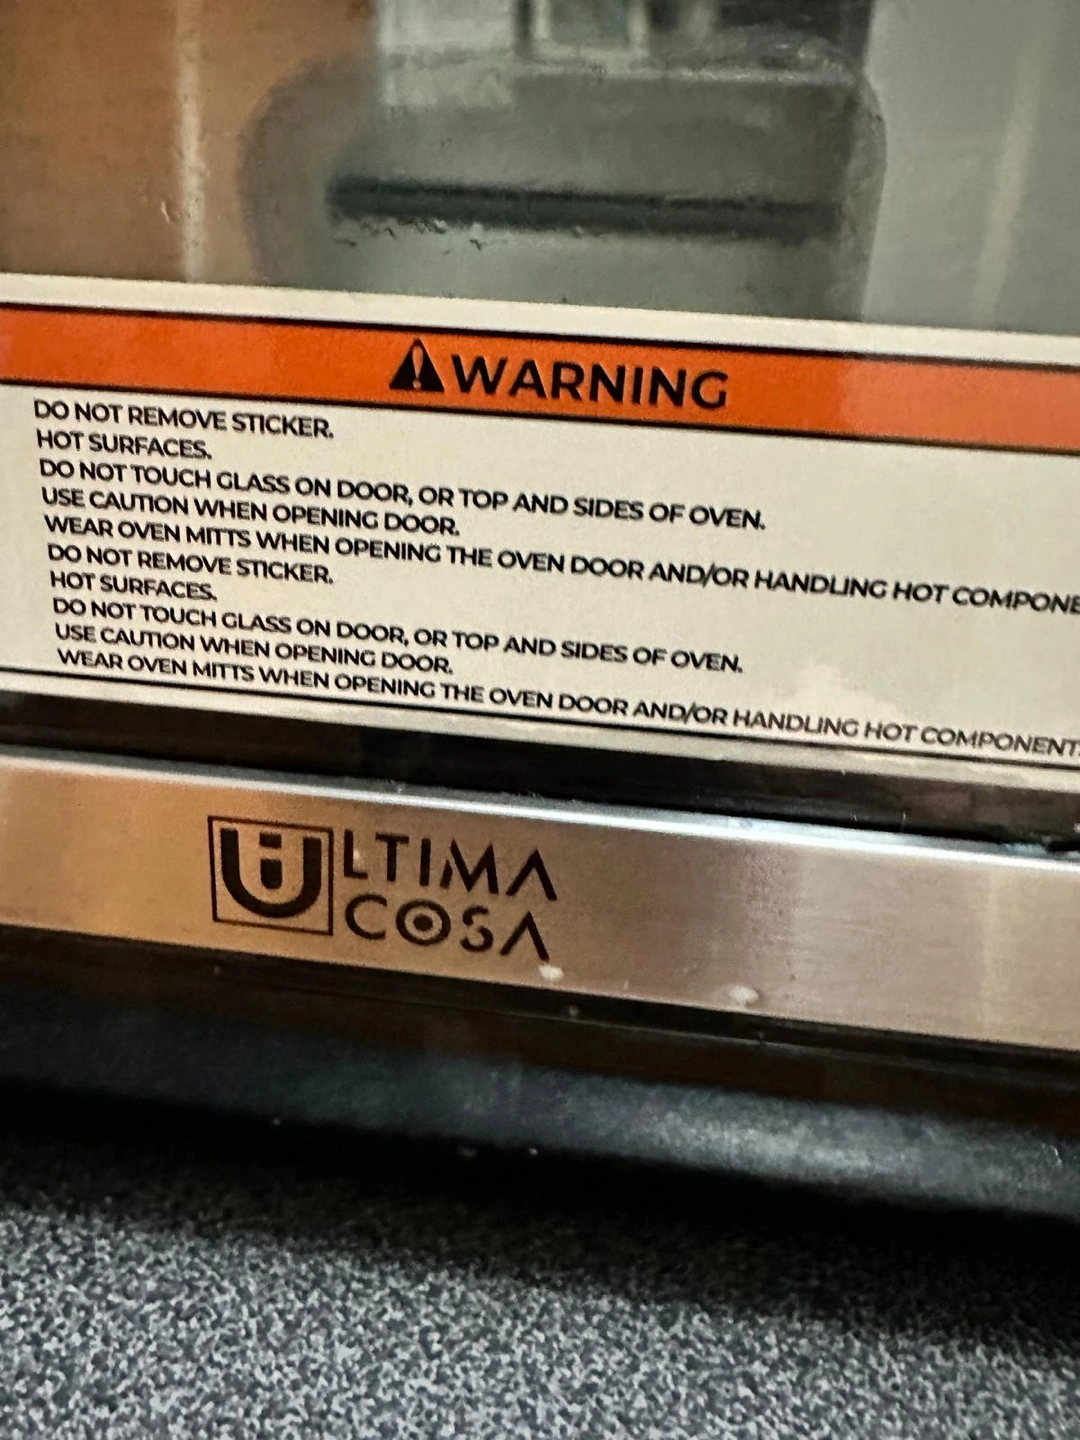 WARNING
DO NOT REMOVE STICKER.
HOT SURFACES.
DO NOT TOUCH GLASS ON DOOR, OR TOP AND SIDES OF OVEN.
USE CAUTION WHEN OPENING DOOR.
WEAR OVEN MITTS WHEN OPENING THE OVEN DOOR AND/OR HANDLING HOT COMPONE
DO NOT REMOVE STICKER.
HOT SURFACES.
DO NOT TOUCH GLASS ON DOOR, OR TOP AND SIDES OF OVEN.
USE CAUTION WHEN OPENING DOOR.
WEAR OVEN MITTS WHEN OPENING THE OVEN DOOR AND/OR HANDLING HOT COMPONENT
ULTIMA
COSA